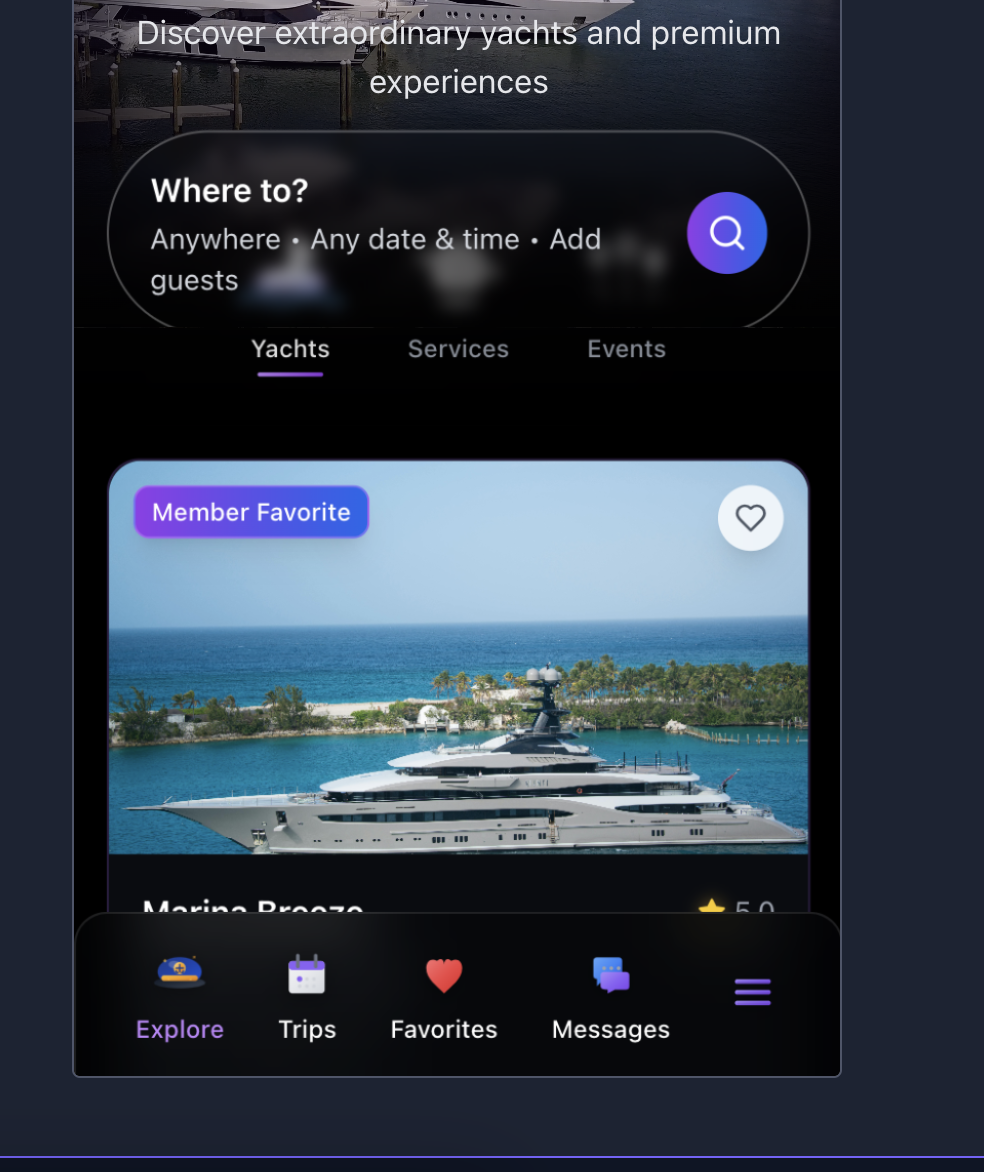 Discover extraordinary yachts and premium
experiences
Where to?
Anywhere • Any date & time • Add
guests
Yachts
Services
Events
Member Favorite
Marina Breeze
5.0
Explore
Trips
Favorites
Messages